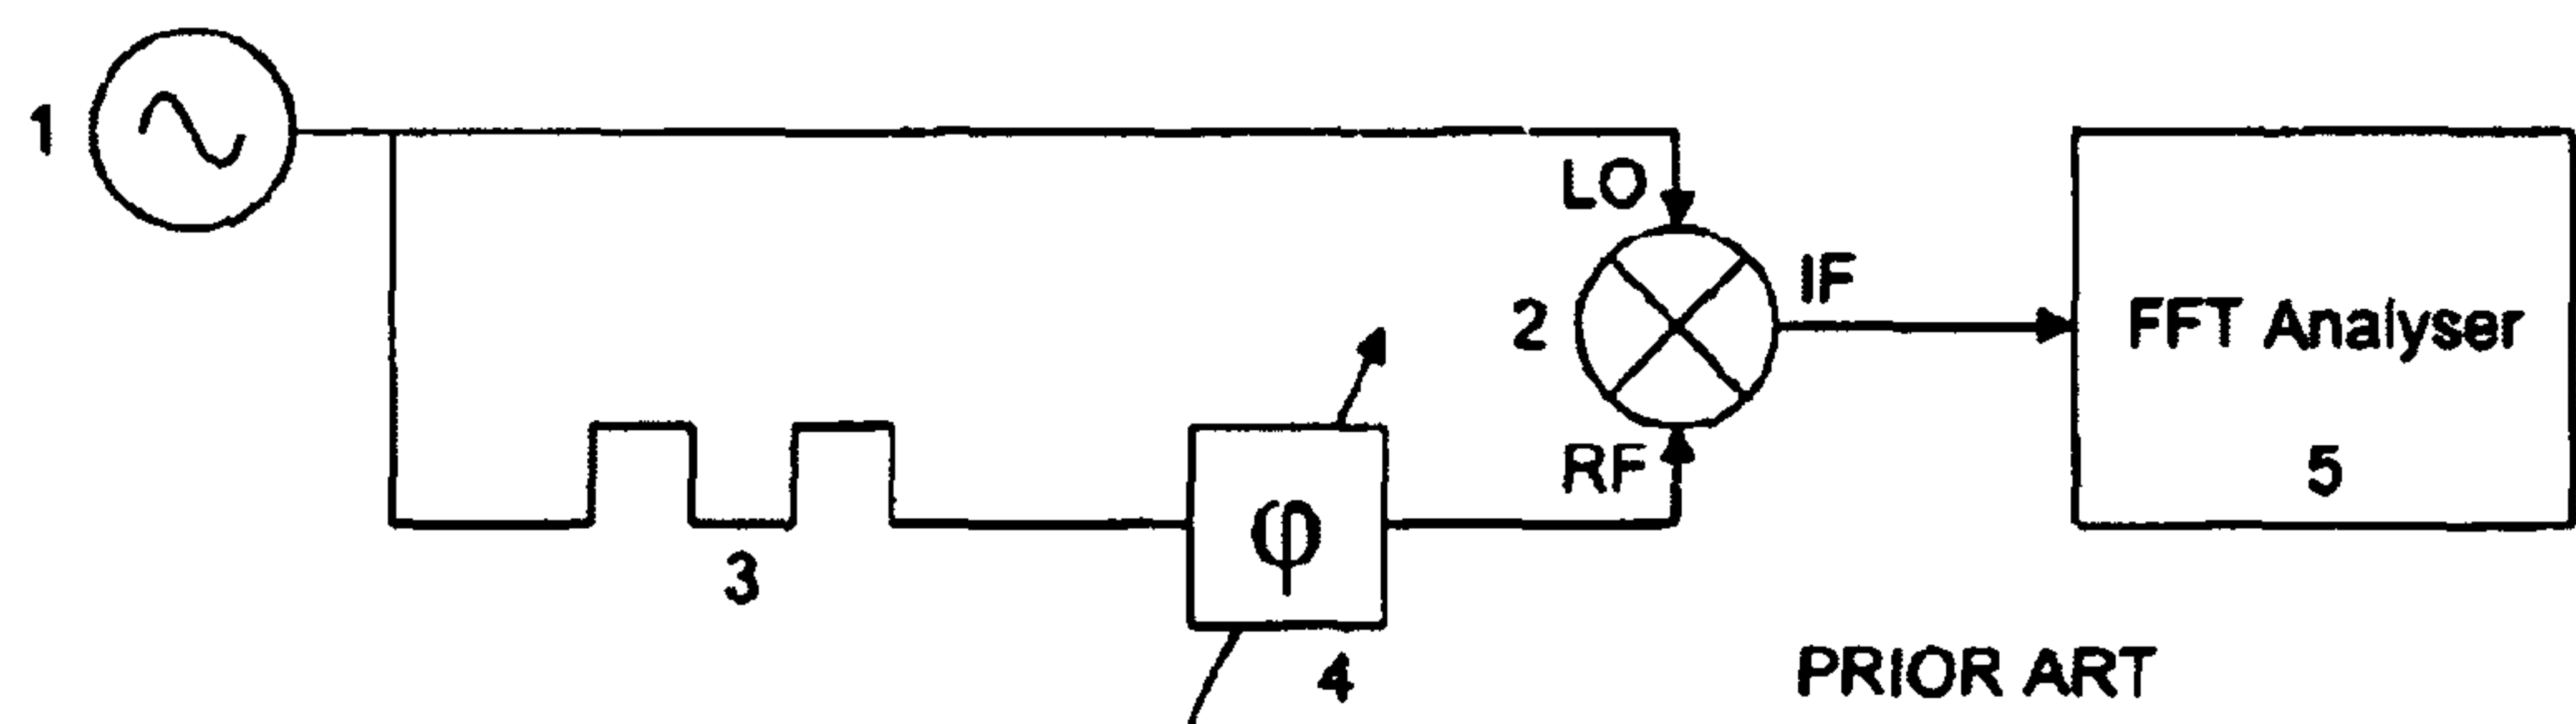 1
LO
IF
2
FFT Analyser
RF
5
φ
3
4
PRIOR ART